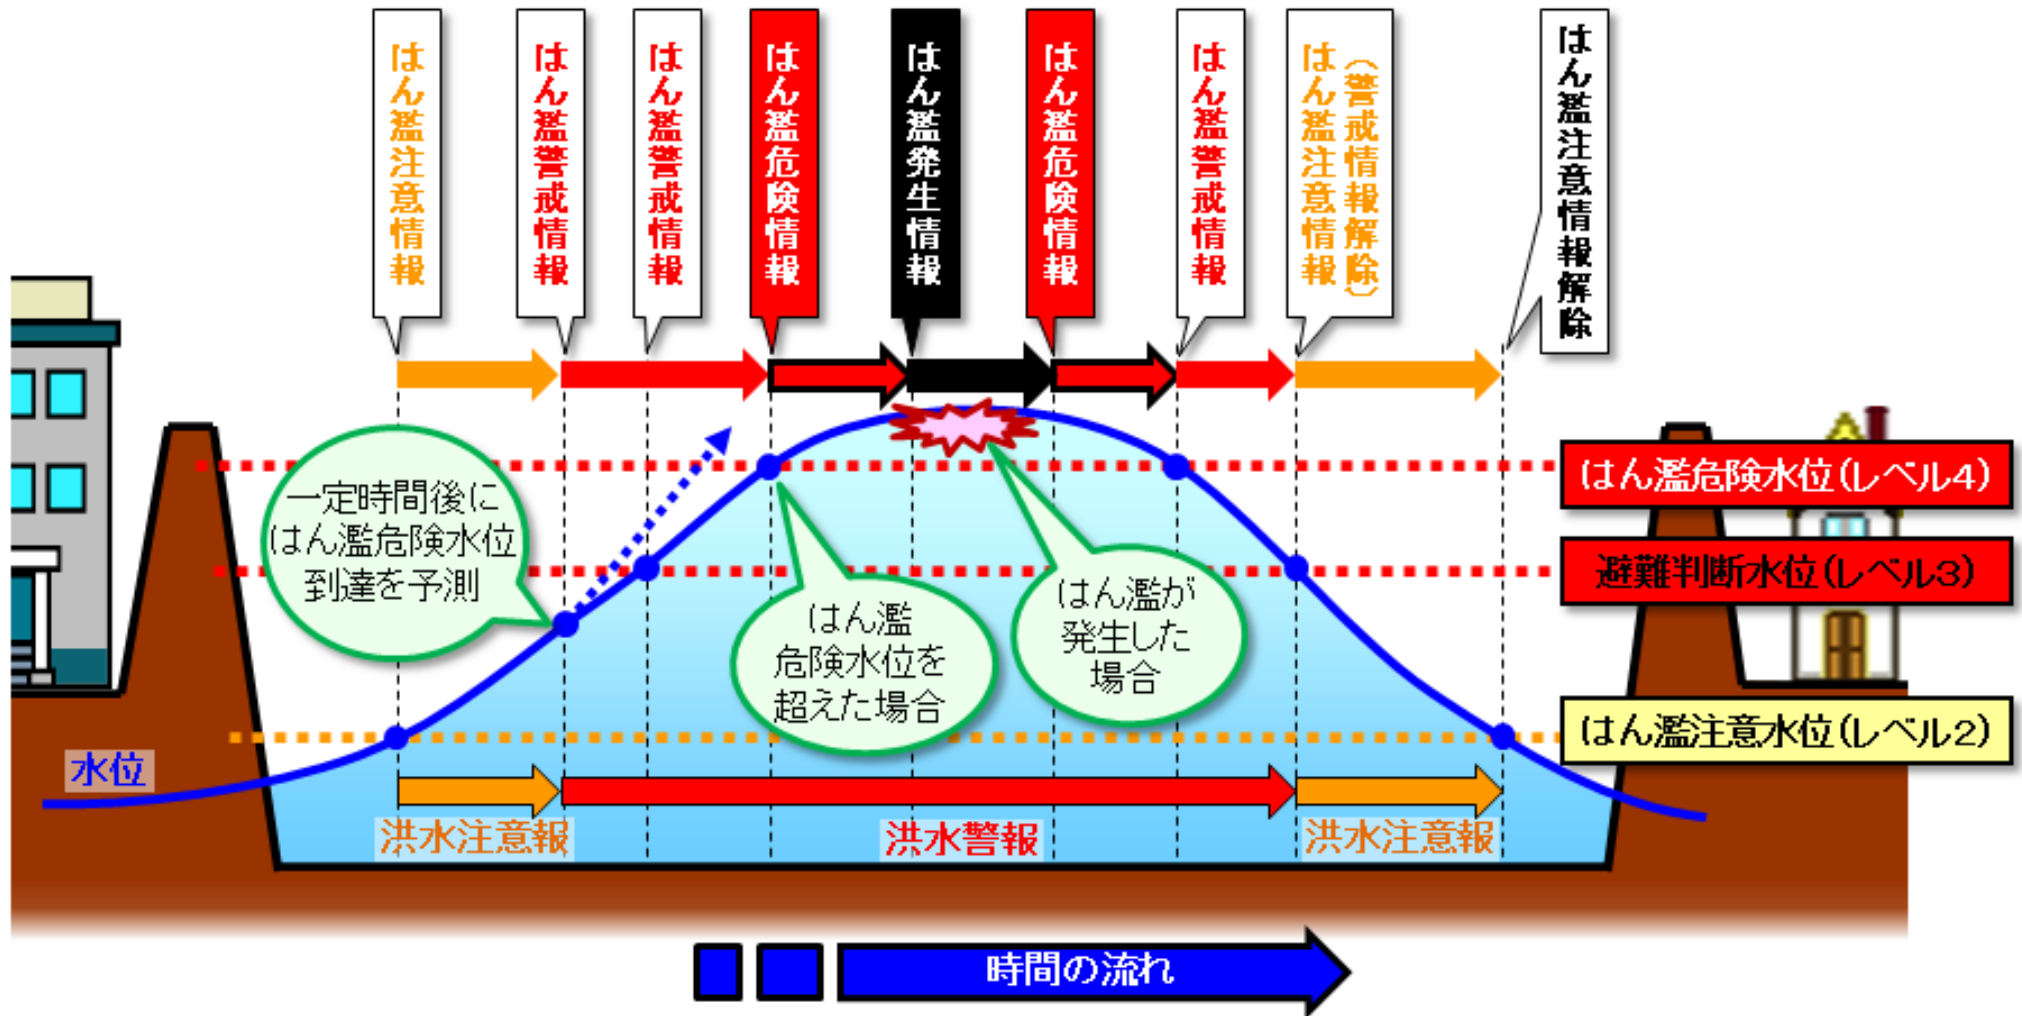 はん濫注意情報
はん濫警戒情報
はん濫警戒情報
はん濫危険情報
はん濫発生情報
はん濫危険情報
はん濫警戒情報
(警戒情報解除)
はん濫注意情報
はん濫注意情報解除
一定時間後に
はん濫危険水位
到達を予測
はん濫
危険水位を
超えた場合
はん濫が
発生した
場合
はん濫危険水位(レベル4)
避難判断水位(レベル3)
はん濫注意水位(レベル2)
水位
洪水注意報
洪水警報
洪水注意報
時間の流れ